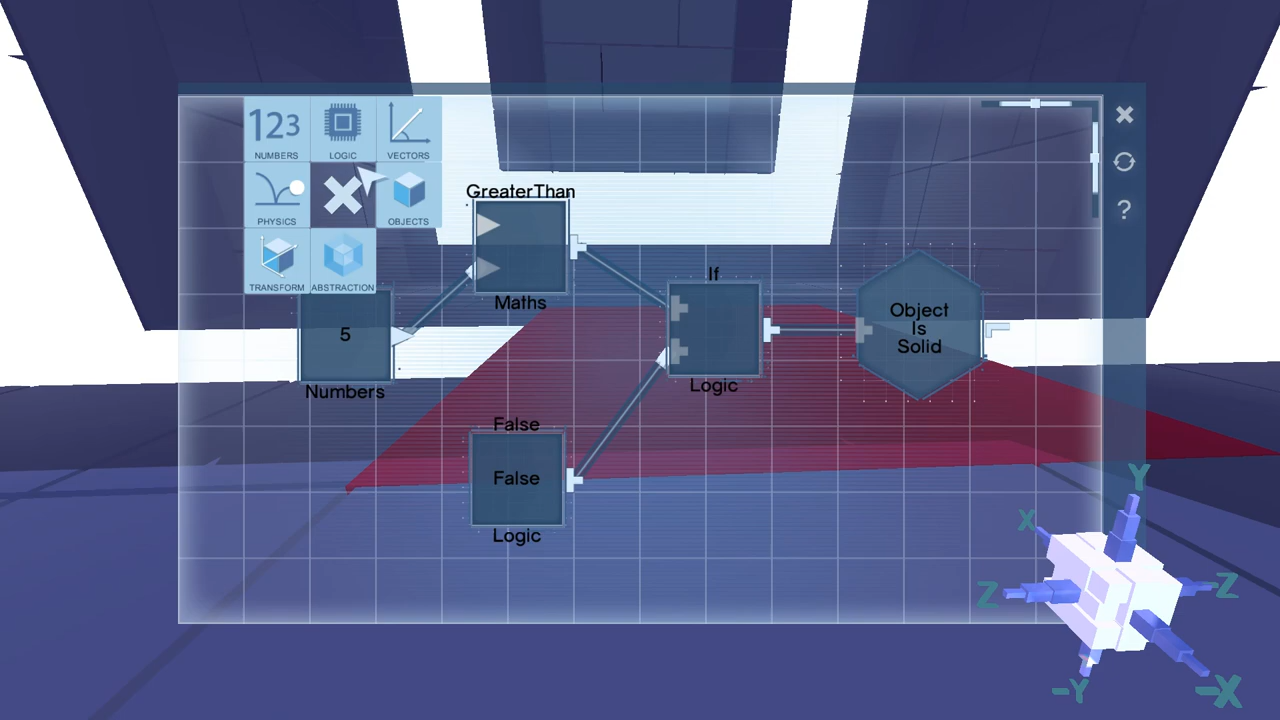 123
NUMBERS
LOGIC
VECTORS
PHYSICS
OBJECTS
TRANSFORM
ABSTRACTION
?
GreaterThan
Maths
5
Numbers
If
Logic
Object
Is
Solid
False
False
Logic
Y
X
Z
Z
-Y
-X